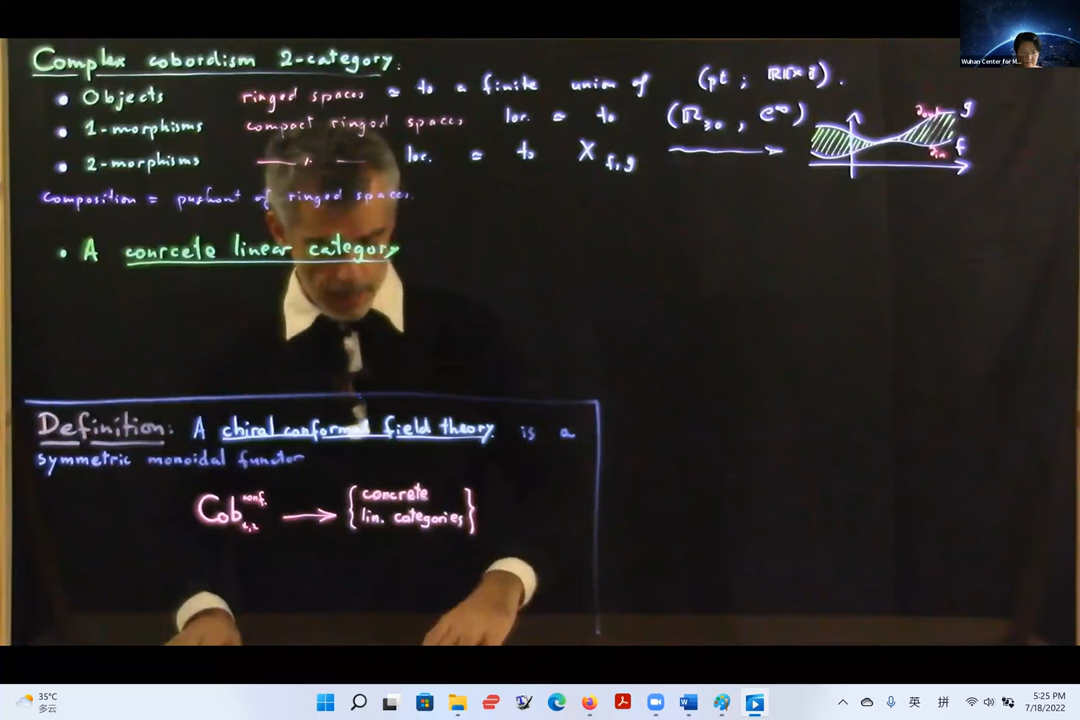 Wuhan Center for M...
Complex cobordism 2-category.
• Objects ringed spaces ≃ to a finite union of (pt ; ).
• 1-morphisms compact ringed spaces loc. ≃ to (ℝ≥0 , C∞)
• 2-morphisms —— " —— loc. ≃ to X f,g
∂out g
f
∂in
composition = pushout of ringed spaces.
• A concrete linear category
Definition: A chiral conformal field theory is a
symmetric monoidal functor
Cob conf. 1,2 → { concrete
lin. categories }
35°C
多云
英
拼
5:25 PM
7/18/2022